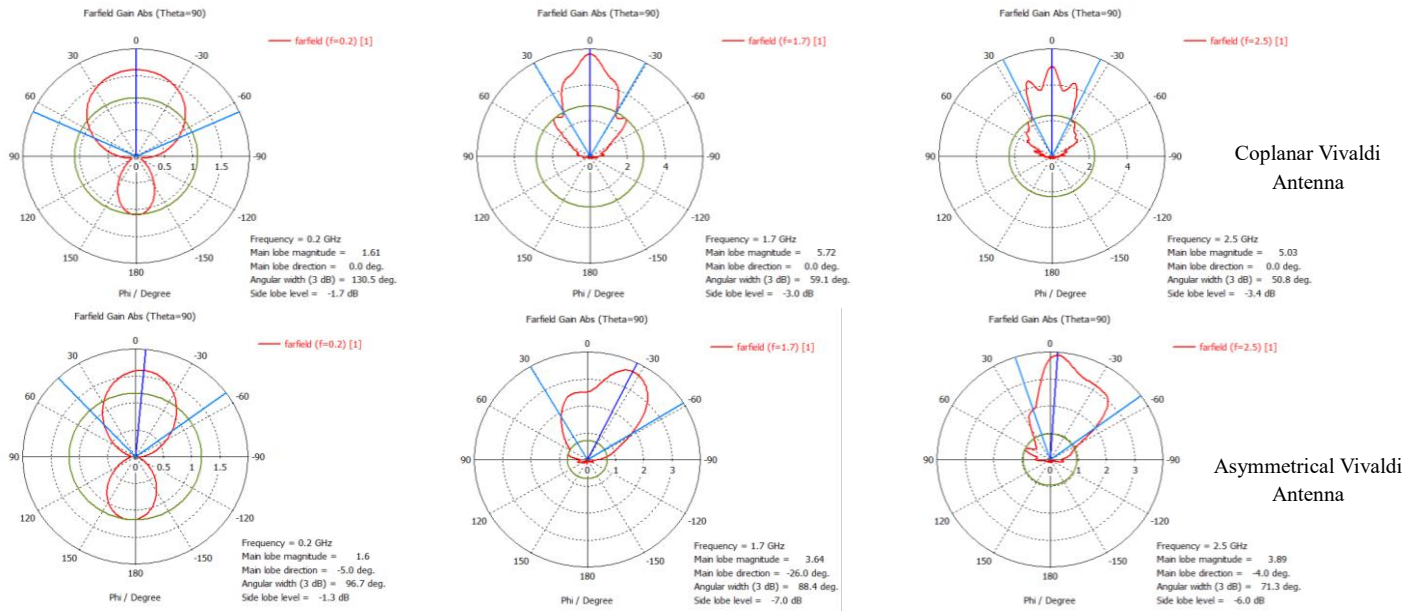 Farfield Gain Abs (Theta=90)
farfield (f=0.2) [1]
0
30
-30
60
-60
90
0 0.5 1 1.5
-90
120
-120
150
-150
180
Frequency = 0.2 GHz
Main lobe magnitude = 1.61
Main lobe direction = 0.0 deg.
Angular width (3 dB) = 130.5 deg.
Side lobe level = -1.7 dB
Phi / Degree
Farfield Gain Abs (Theta=90)
farfield (f=1.7) [1]
0
30
-30
60
-60
90
0 2 4
-90
120
-120
150
-150
180
Frequency = 1.7 GHz
Main lobe magnitude = 5.72
Main lobe direction = 0.0 deg.
Angular width (3 dB) = 59.1 deg.
Side lobe level = -3.0 dB
Phi / Degree
Farfield Gain Abs (Theta=90)
farfield (f=2.5) [1]
0
30
-30
60
-60
90
0 2 4
-90
120
-120
150
-150
180
Frequency = 2.5 GHz
Main lobe magnitude = 5.03
Main lobe direction = 0.0 deg.
Angular width (3 dB) = 50.8 deg.
Side lobe level = -3.4 dB
Phi / Degree
Coplanar Vivaldi
Antenna
Farfield Gain Abs (Theta=90)
farfield (f=0.2) [1]
0
30
-30
60
-60
90
0 0.5 1 1.5
-90
120
-120
150
-150
180
Frequency = 0.2 GHz
Main lobe magnitude = 1.6
Main lobe direction = -5.0 deg.
Angular width (3 dB) = 96.7 deg.
Side lobe level = -1.3 dB
Phi / Degree
Farfield Gain Abs (Theta=90)
farfield (f=1.7) [1]
0
30
-30
60
-60
90
0 1 2 3
-90
120
-120
150
-150
180
Frequency = 1.7 GHz
Main lobe magnitude = 3.64
Main lobe direction = -26.0 deg.
Angular width (3 dB) = 88.4 deg.
Side lobe level = -7.0 dB
Phi / Degree
Farfield Gain Abs (Theta=90)
farfield (f=2.5) [1]
0
30
-30
60
-60
90
0 1 2 3
-90
120
-120
150
-150
180
Frequency = 2.5 GHz
Main lobe magnitude = 3.89
Main lobe direction = -4.0 deg.
Angular width (3 dB) = 71.3 deg.
Side lobe level = -6.0 dB
Phi / Degree
Asymmetrical Vivaldi
Antenna